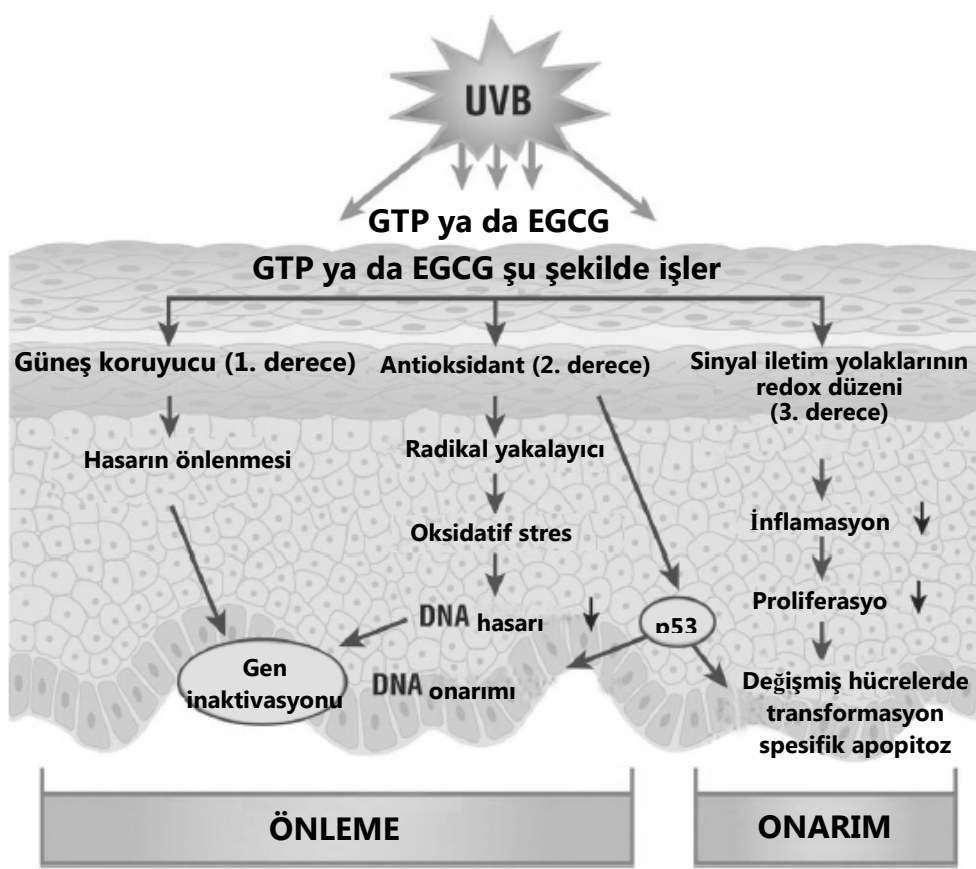 UVB
GTP ya da EGCG
GTP ya da EGCG şu şekilde işler
Güneş koruyucu (1. derece)
Hasarın önlenmesi
Gen
inaktivasyonu
Antioksidant (2. derece)
Radikal yakalayıcı
Oksidatif stres
DNA hasarı
DNA onarımı
p53
Sinyal iletim yolaklarının
redox düzeni
(3. derece)
İnflamasyon
Proliferasyo
Değişmiş hücrelerde
transformasyon
spesifik apopitoz
ÖNLEME
ONARIM